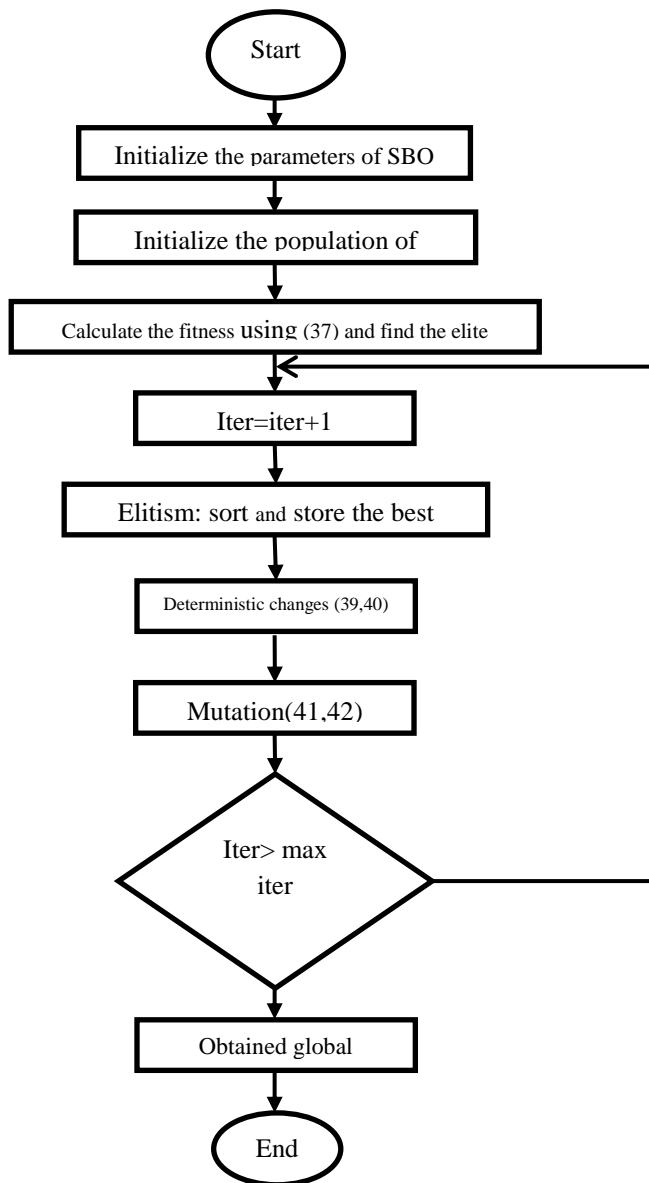 Start
Initialize the parameters of SBO
Initialize the population of
Calculate the fitness using (37) and find the elite
Iter=iter+1
Elitism: sort and store the best
Deterministic changes (39,40)
Mutation(41,42)
Iter> max
iter
Obtained global
End